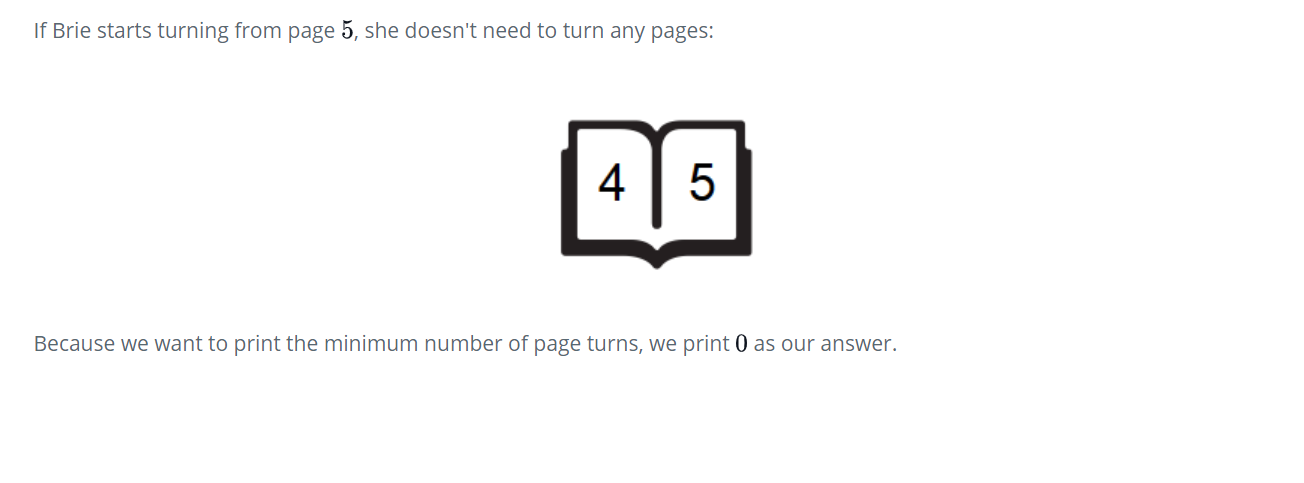 If Brie starts turning from page 5, she doesn't need to turn any pages:
4 5
Because we want to print the minimum number of page turns, we print 0 as our answer.